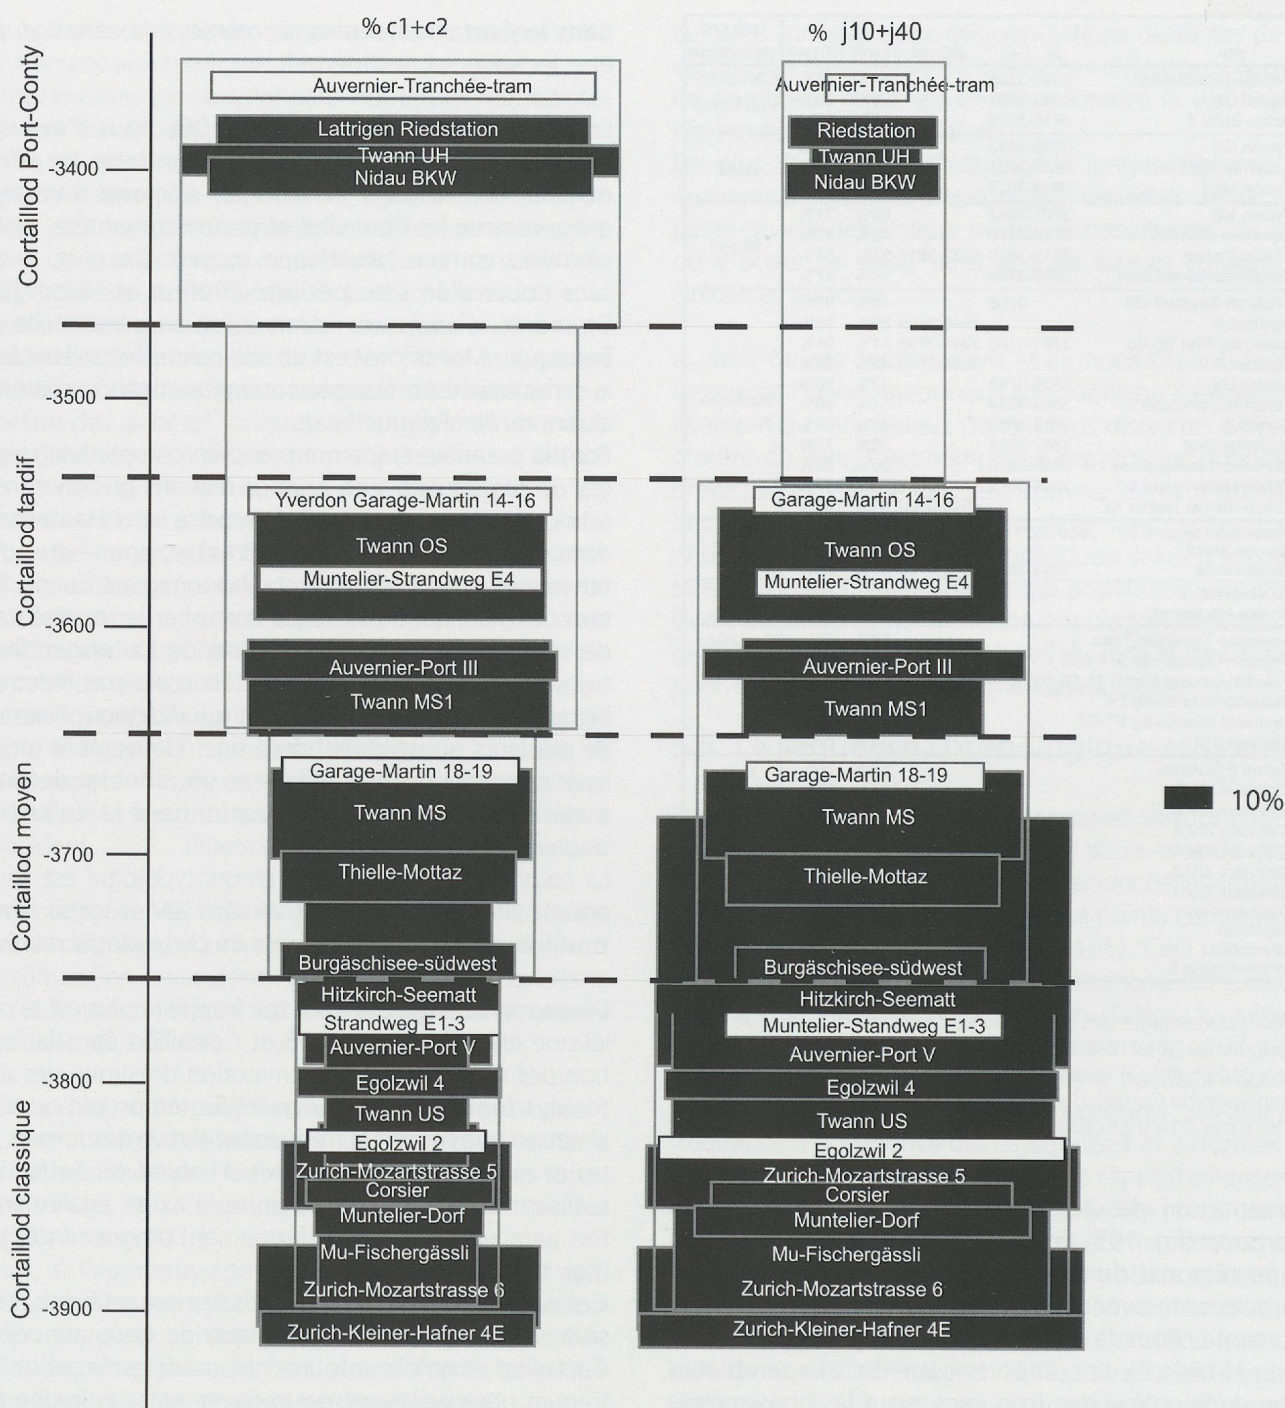 % c1+c2
% j10+j40
Cortaillod Port-Conty
Auvernier-Tranchée-tram
Auvernier-Tranchée-tram
Lattrigen Riedstation
Riedstation
Twann UH
Twann UH
-3400
Nidau BKW
Nidau BKW
-3500
Cortaillod tardif
Yverdon Garage-Martin 14-16
Garage-Martin 14-16
Twann OS
Twann OS
Muntelier-Strandweg E4
Muntelier-Strandweg E4
-3600
Auvernier-Port III
Auvernier-Port III
Twann MS1
Twann MS1
Cortaillod moyen
Garage-Martin 18-19
Garage-Martin 18-19
10%
Twann MS
Twann MS
-3700
Thielle-Mottaz
Thielle-Mottaz
Burgäschisee-südwest
Burgäschisee-südwest
Hitzkirch-Seematt
Hitzkirch-Seematt
Strandweg E1-3
Muntelier-Standweg E1-3
Auvernier-Port V
Auvernier-Port V
-3800
Egolzwil 4
Egolzwil 4
Cortaillod classique
Twann US
Twann US
Egolzwil 2
Egolzwil 2
Zurich-Mozartstrasse 5
Zurich-Mozartstrasse 5
Corsier
Corsier
Muntelier-Dorf
Muntelier-Dorf
Mu-Fischergässli
Mu-Fischergässli
Zurich-Mozartstrasse 6
Zurich-Mozartstrasse 6
-3900
Zurich-Kleiner-Hafner 4E
Zurich-Kleiner-Hafner 4E